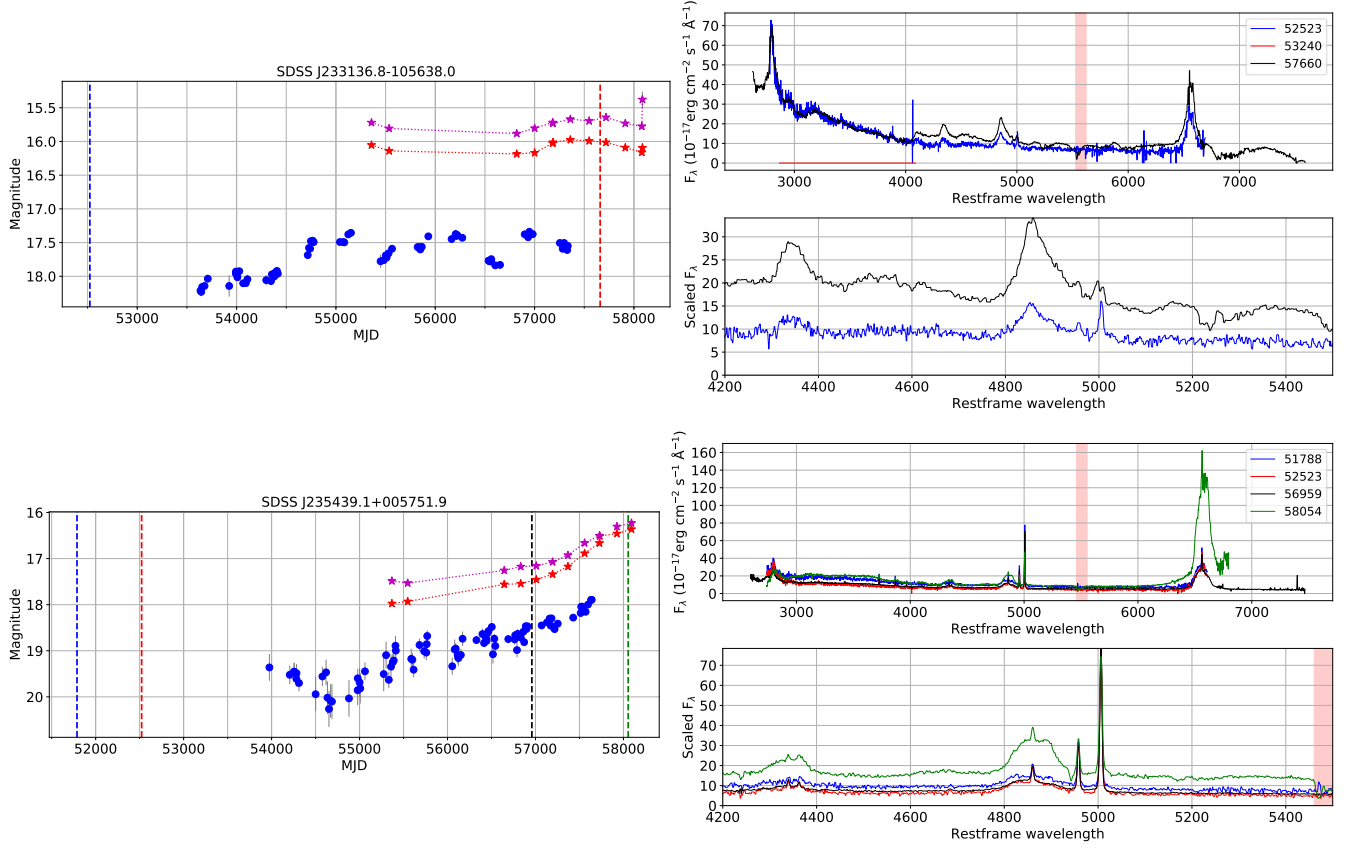 SDSS J233136.8-105638.0
Magnitude
15.5
16.0
16.5
17.0
17.5
18.0
53000 54000 55000 56000 57000 58000
MJD
F_λ (10^−17 erg cm^−2 s^−1 Å^−1)
70
60
50
40
30
20
10
0
52523
53240
57660
3000 4000 5000 6000 7000
Restframe wavelength
Scaled F_λ
30
25
20
15
10
5
0
4200 4400 4600 4800 5000 5200 5400
Restframe wavelength
SDSS J235439.1+005751.9
Magnitude
16
17
18
19
20
52000 53000 54000 55000 56000 57000 58000
MJD
F_λ (10^−17 erg cm^−2 s^−1 Å^−1)
160
140
120
100
80
60
40
20
0
51788
52523
56959
58054
3000 4000 5000 6000 7000
Restframe wavelength
Scaled F_λ
70
60
50
40
30
20
10
0
4200 4400 4600 4800 5000 5200 5400
Restframe wavelength